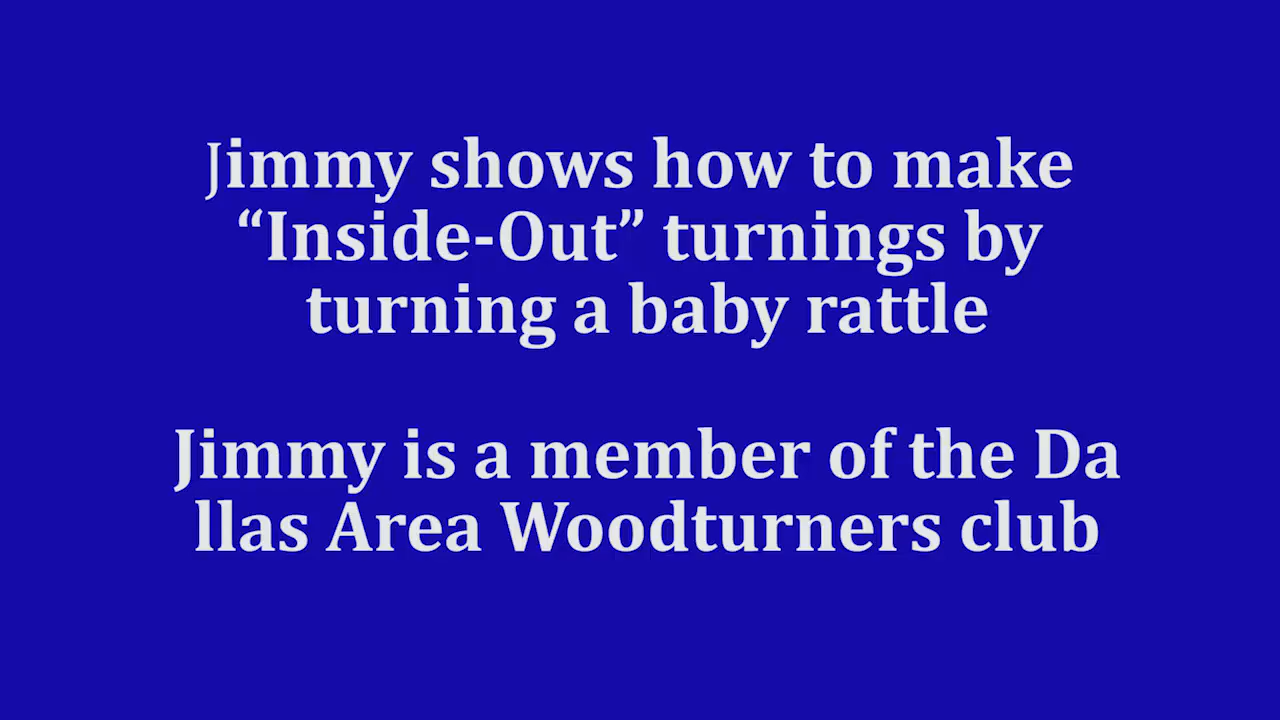 Jimmy shows how to make
“Inside-Out” turnings by
turning a baby rattle
Jimmy is a member of the Da
llas Area Woodturners club